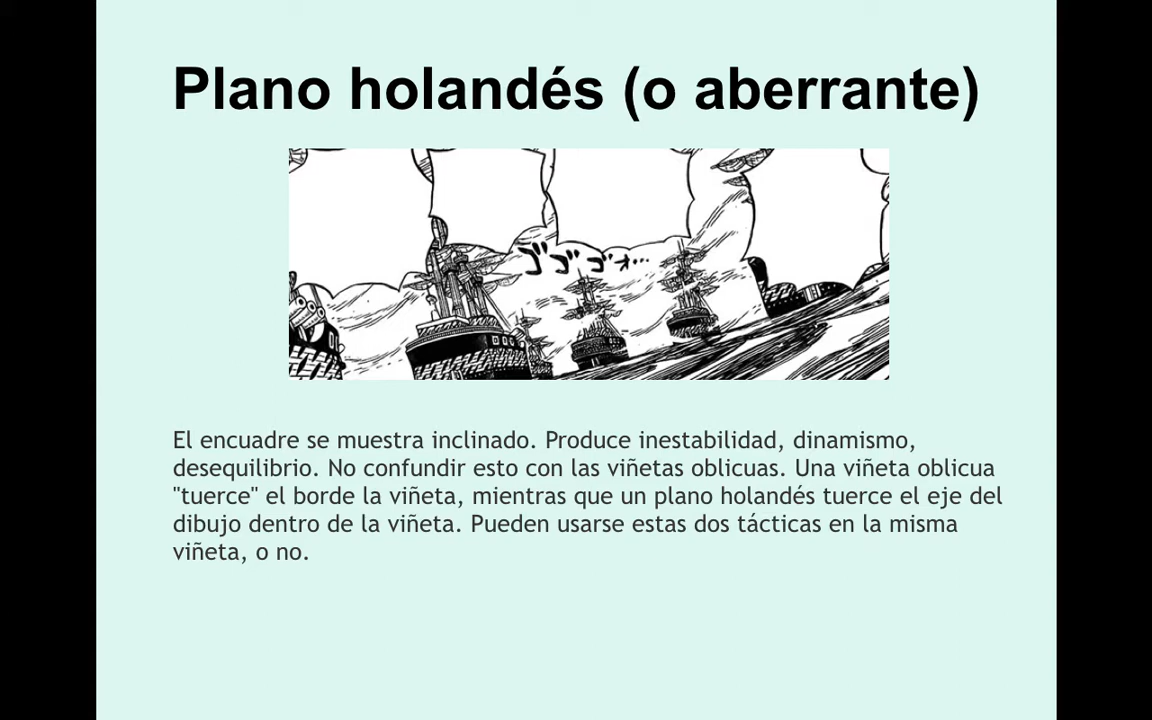 Plano holandés (o aberrante)
ゴゴゴォ…
El encuadre se muestra inclinado. Produce inestabilidad, dinamismo,
desequilibrio. No confundir esto con las viñetas oblicuas. Una viñeta oblicua
"tuerce" el borde la viñeta, mientras que un plano holandés tuerce el eje del
dibujo dentro de la viñeta. Pueden usarse estas dos tácticas en la misma
viñeta, o no.